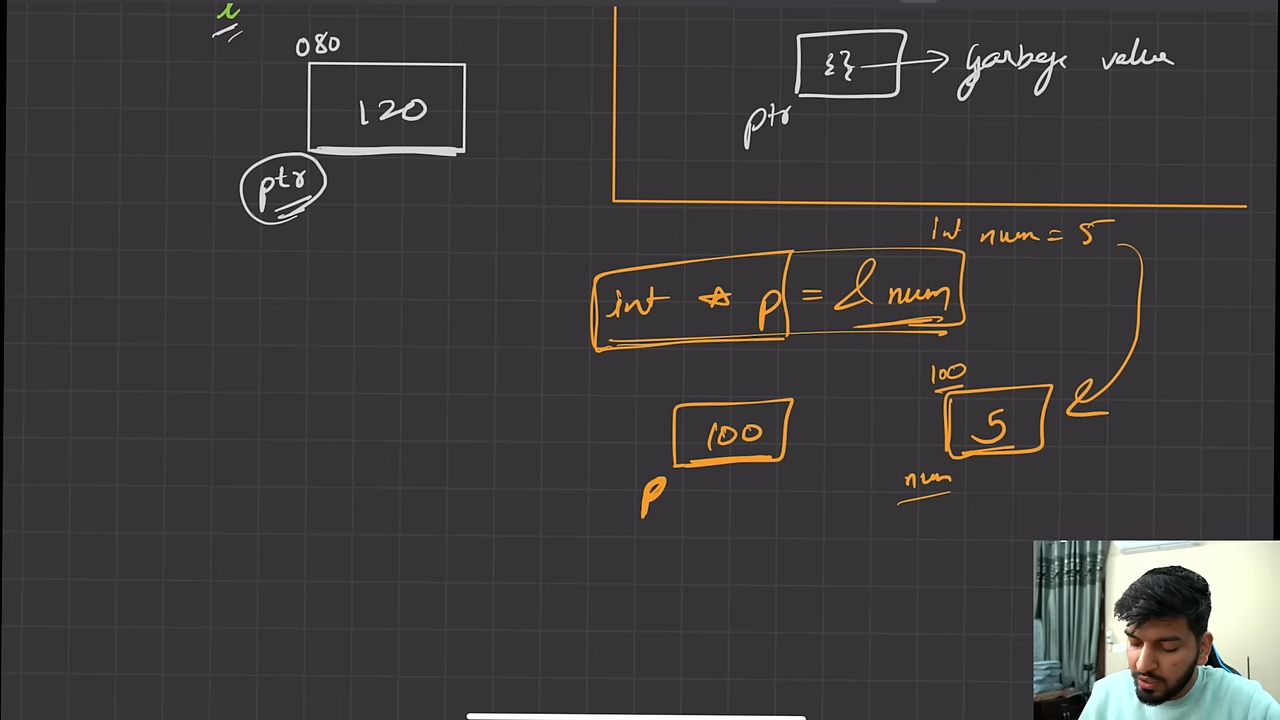 i
080
120
ptr
{} → Garbage value
ptr
int num = 5
int * p = & num
100
100
5
p
num